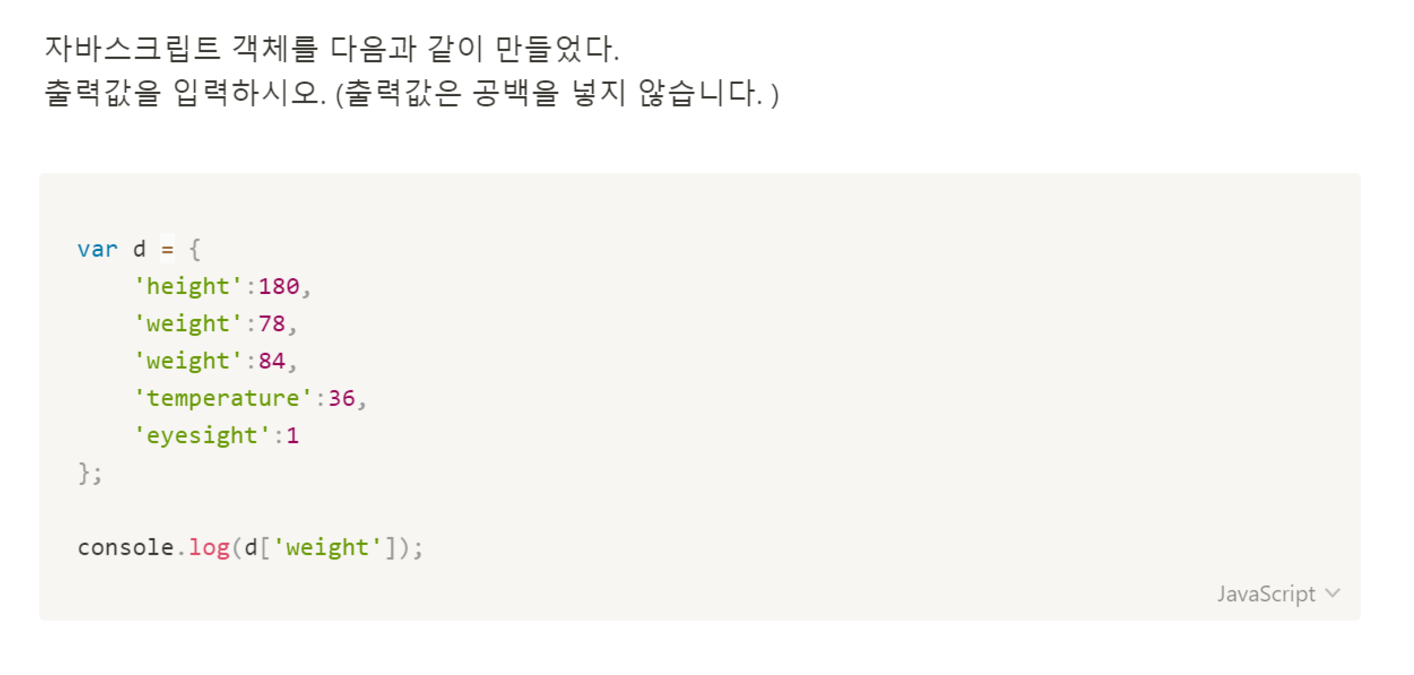 자바스크립트 객체를 다음과 같이 만들었다.
출력값을 입력하시오. (출력값은 공백을 넣지 않습니다. )
var d = {
    'height':180,
    'weight':78,
    'weight':84,
    'temperature':36,
    'eyesight':1
};
console.log(d['weight']);
JavaScript